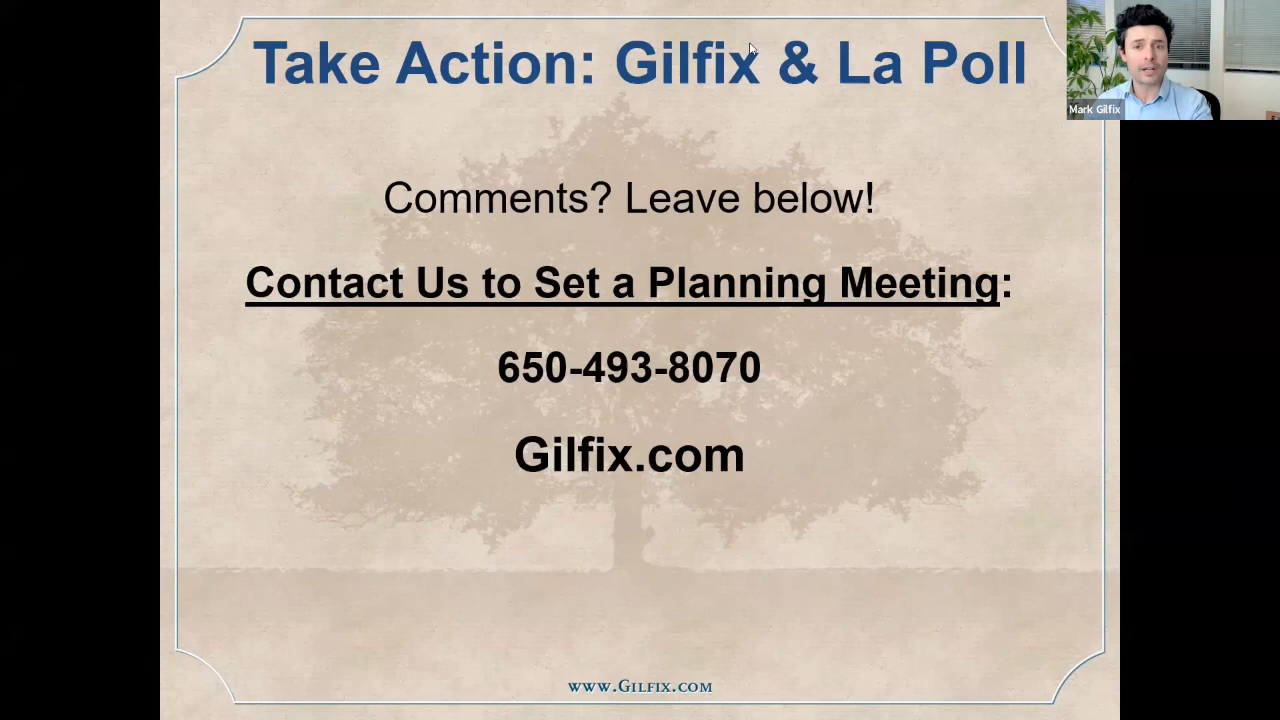 Take Action: Gilfix & La Poll
Mark Gilfix
Comments? Leave below!
Contact Us to Set a Planning Meeting:
650-493-8070
Gilfix.com
www.Gilfix.com